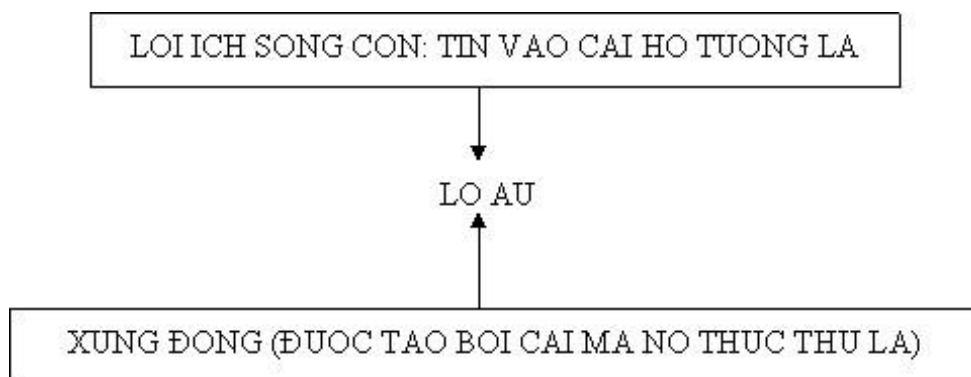 LOI ICH SONG CON: TIN VAO CAI HO TUONG LA
LO AU
XUNG ĐONG (ĐUOC TAO BOI CAI MA NO THUC THU LA)